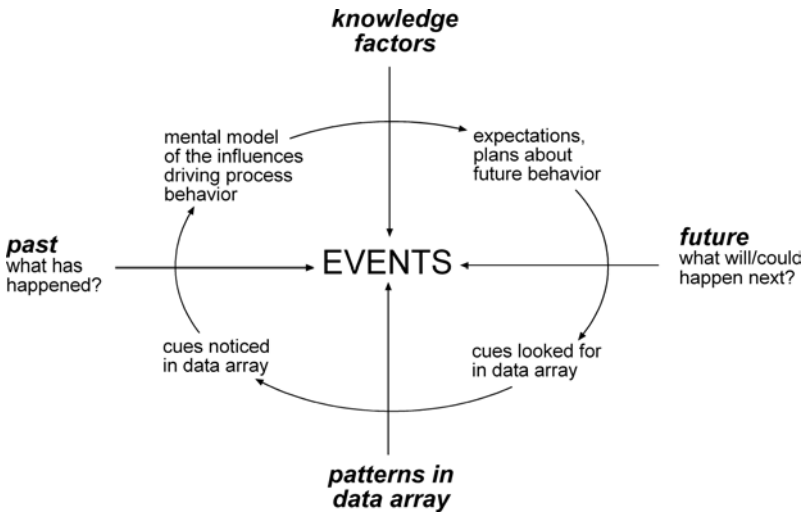 knowledge
factors
mental model
of the influences
driving process
behavior
expectations,
plans about
future behavior
past
what has
happened?
EVENTS
future
what will/could
happen next?
cues noticed
in data array
cues looked for
in data array
patterns in
data array